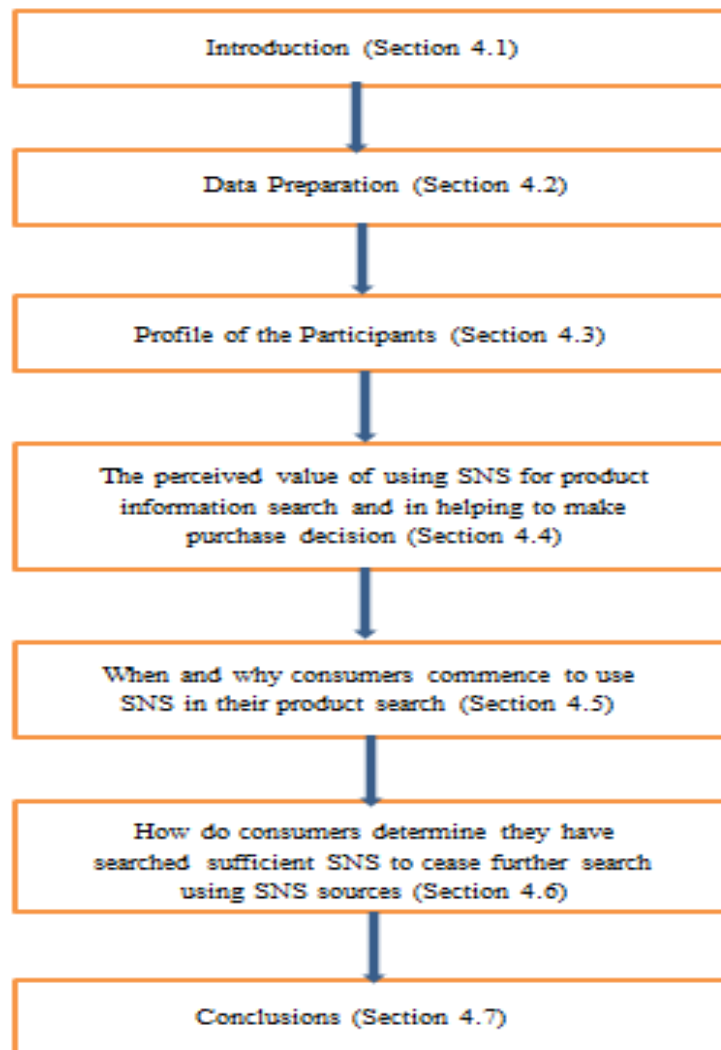 Introduction (Section 4.1)
Data Preparation (Section 4.2)
Profile of the Participants (Section 4.3)
The perceived value of using SNS for product
information search and in helping to make
purchase decision (Section 4.4)
When and why consumers commence to use
SNS in their product search (Section 4.5)
How do consumers determine they have
searched sufficient SNS to cease further search
using SNS sources (Section 4.6)
Conclusions (Section 4.7)